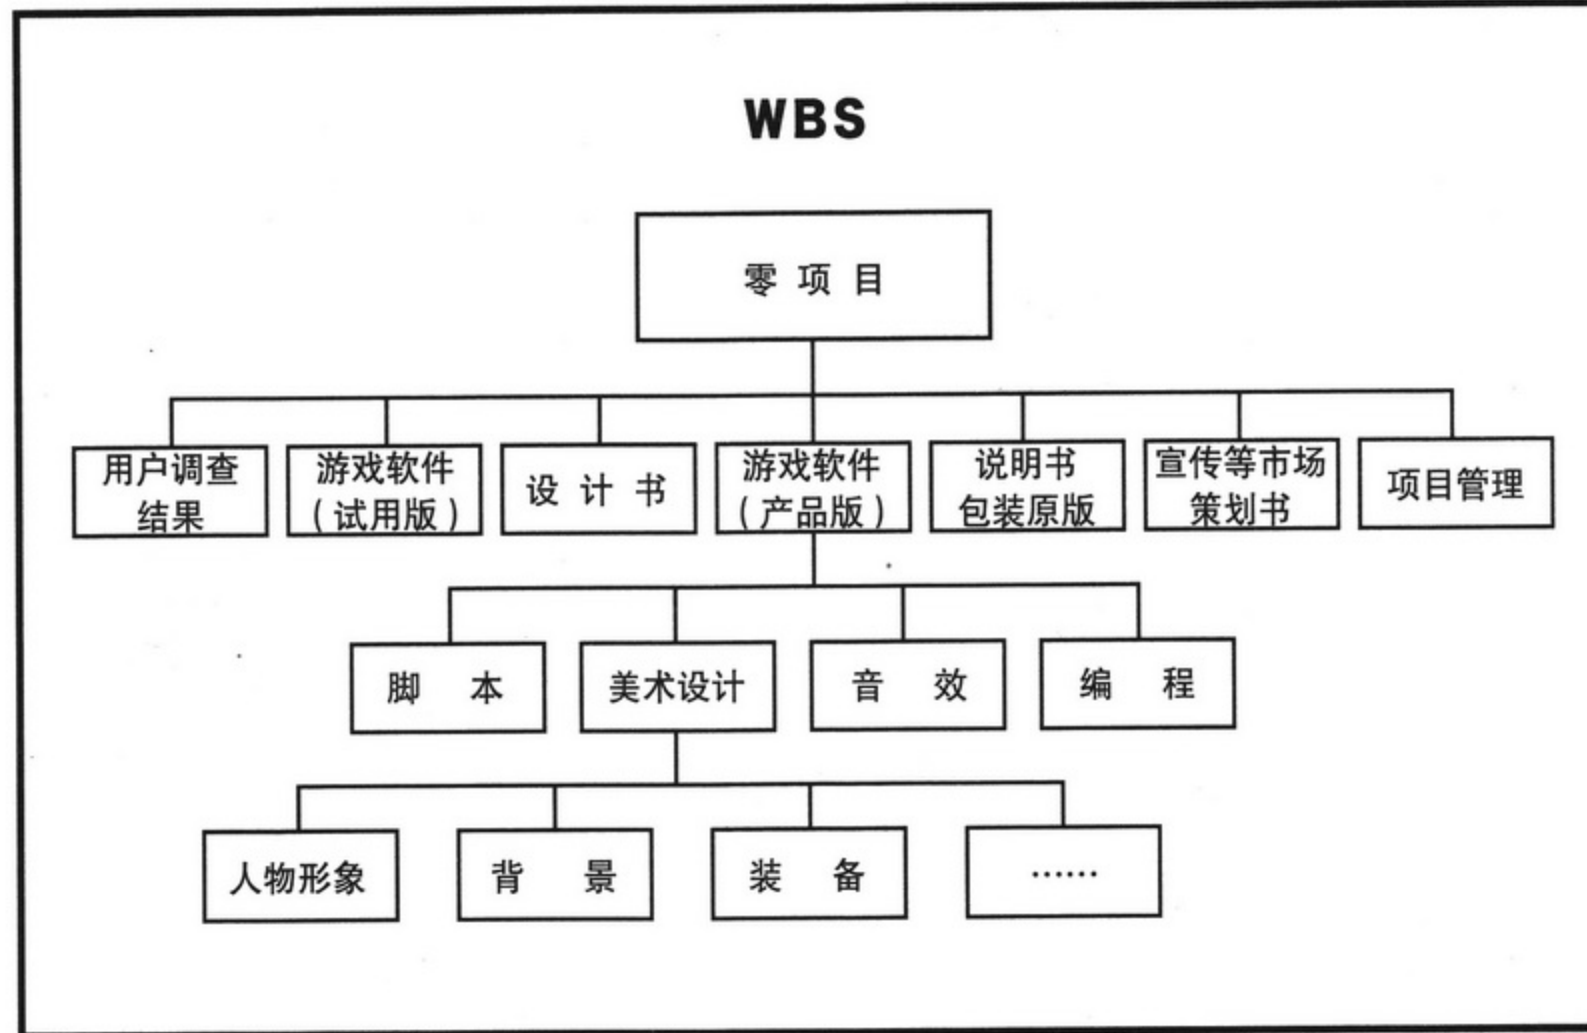 WBS
零项目
用户调查
结果
游戏软件
（试用版）
设计书
游戏软件
（产品版）
说明书
包装原版
宣传等市场
策划书
项目管理
脚本
美术设计
音效
编程
人物形象
背景
装备
……